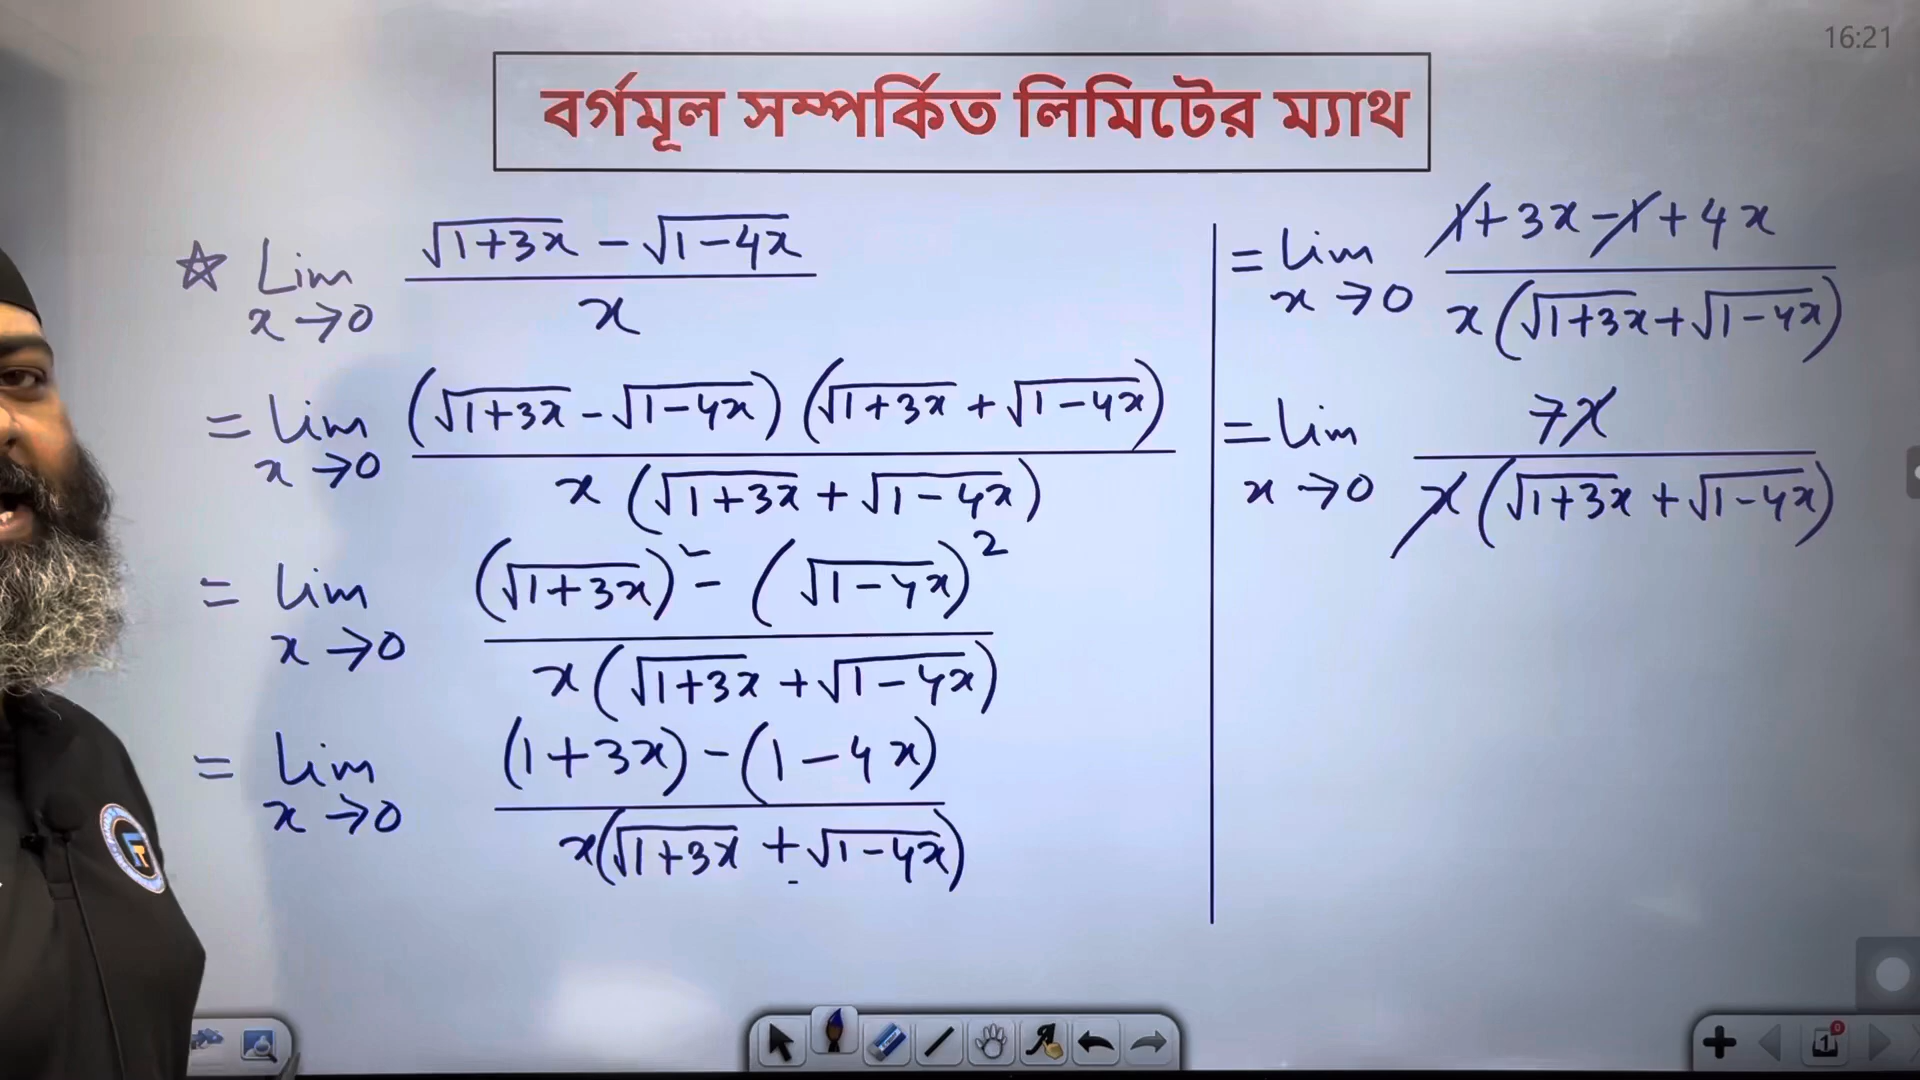 16:21
বর্গমূল সম্পর্কিত লিমিটের ম্যাথ
☆ Lim x→0 (√(1+3x) − √(1−4x)) / x
= Lim x→0 (√(1+3x) − √(1−4x)) (√(1+3x) + √(1−4x)) / x (√(1+3x) + √(1−4x))
= Lim x→0 ((√(1+3x))² − (√(1−4x))²) / x (√(1+3x) + √(1−4x))
= Lim x→0 ((1+3x) − (1−4x)) / x(√(1+3x) + √(1−4x))
= Lim x→0 (1+3x−1+4x) / x (√(1+3x) + √(1−4x))
= Lim x→0 7x / x (√(1+3x) + √(1−4x))